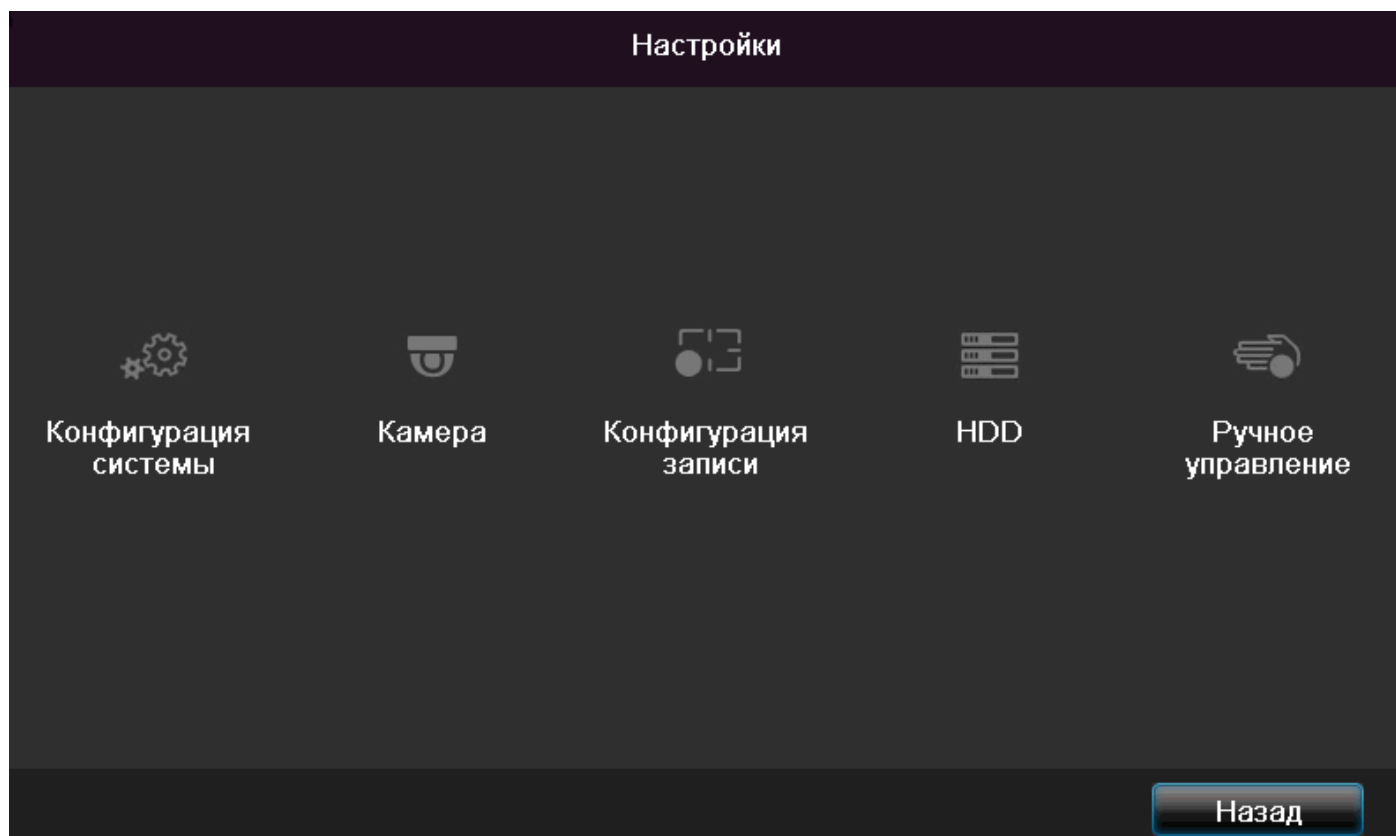 Настройки
Конфигурация
системы
Камера
Конфигурация
записи
HDD
Ручное
управление
Назад